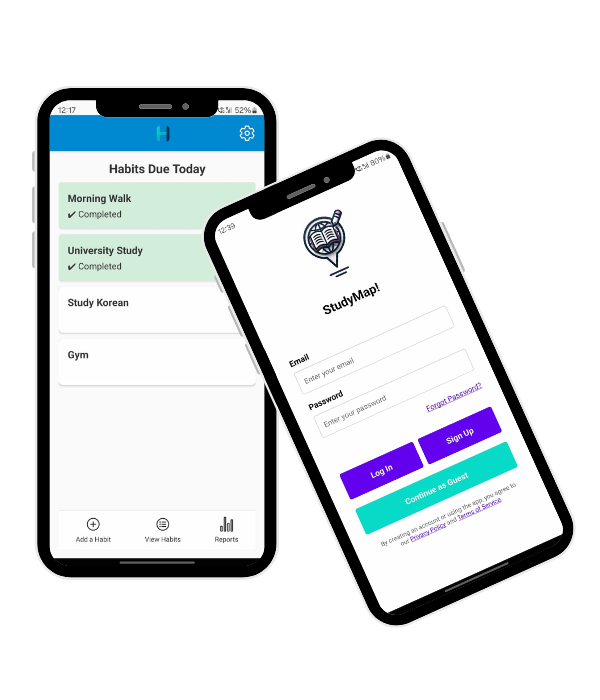 12:17
52%
H
Habits Due Today
Morning Walk
✔ Completed
University Study
✔ Completed
Study Korean
Gym
Add a Habit
View Habits
Reports
12:39
80%
StudyMap!
Email
Enter your email
Password
Enter your password
Forgot Password?
Log In
Sign Up
Continue as Guest
By creating an account or using the app, you agree to
our Privacy Policy and Terms of Service.